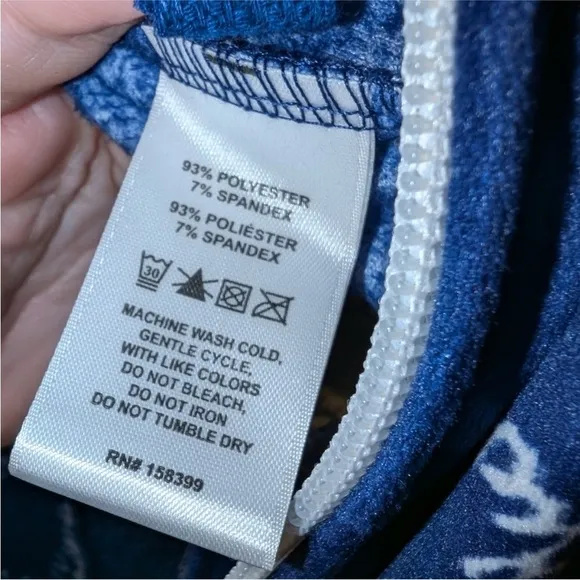 93% POLYESTER
7% SPANDEX
93% POLIÉSTER
7% SPANDEX
30
MACHINE WASH COLD,
GENTLE CYCLE,
WITH LIKE COLORS
DO NOT BLEACH,
DO NOT IRON
DO NOT TUMBLE DRY
RN# 158399